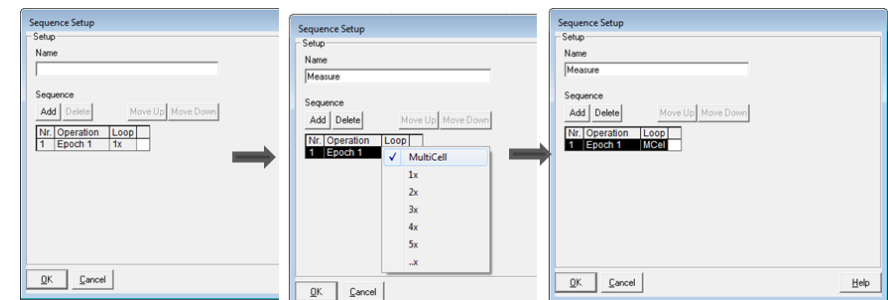 Sequence Setup
Setup
Name
Sequence
Add Delete Move Up Move Down
Nr. Operation Loop
1 Epoch 1 1x
OK Cancel
Sequence Setup
Setup
Name
Measure
Sequence
Add Delete Move Up Move Down
Nr. Operation Loop
1 Epoch 1
✓ MultiCell
1x
2x
3x
4x
5x
..x
OK Cancel
Sequence Setup
Setup
Name
Measure
Sequence
Add Delete Move Up Move Down
Nr. Operation Loop
1 Epoch 1 MCel
OK Cancel Help